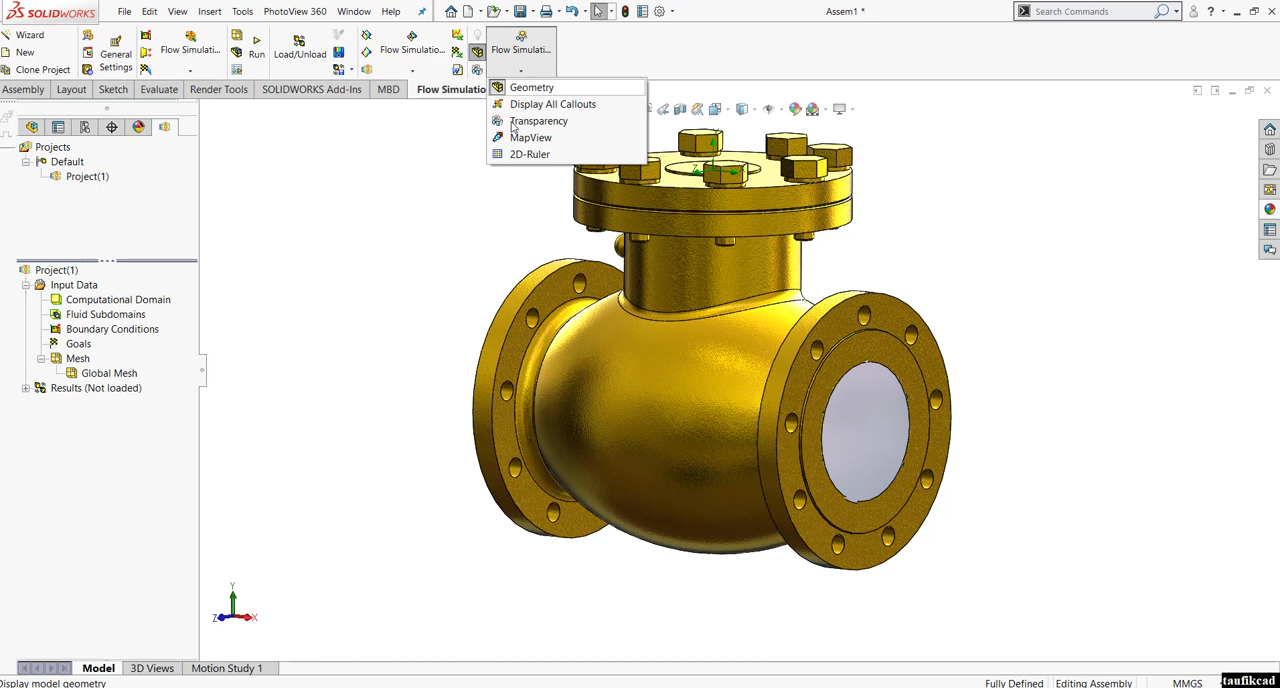 SOLIDWORKS File Edit View Insert Tools PhotoView 360 Window Help Assem1 * Search Commands ?
Wizard
New
Clone Project
General Settings
Flow Simulati...
Run
Load/Unload
Flow Simulatio...
Flow Simulati...
Assembly Layout Sketch Evaluate Render Tools SOLIDWORKS Add-Ins MBD Flow Simulatio
Geometry
Display All Callouts
Transparency
MapView
2D-Ruler
Projects
Default
Project(1)
Project(1)
Input Data
Computational Domain
Fluid Subdomains
Boundary Conditions
Goals
Mesh
Global Mesh
Results (Not loaded)
Z
Y
Z X
Model 3D Views Motion Study 1
Display model geometry Fully Defined Editing Assembly MMGS
taufikcad